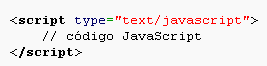 <script type="text/javascript">
    // código JavaScript
</script>